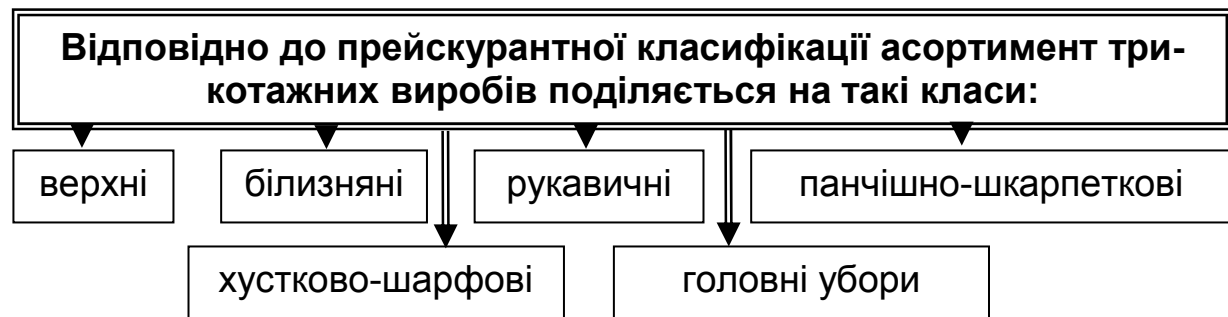 Відповідно до прейскурантної класифікації асортимент три-
котажних виробів поділяється на такі класи:
верхні білизняні рукавичні панчішно-шкарпеткові
хустково-шарфові головні убори